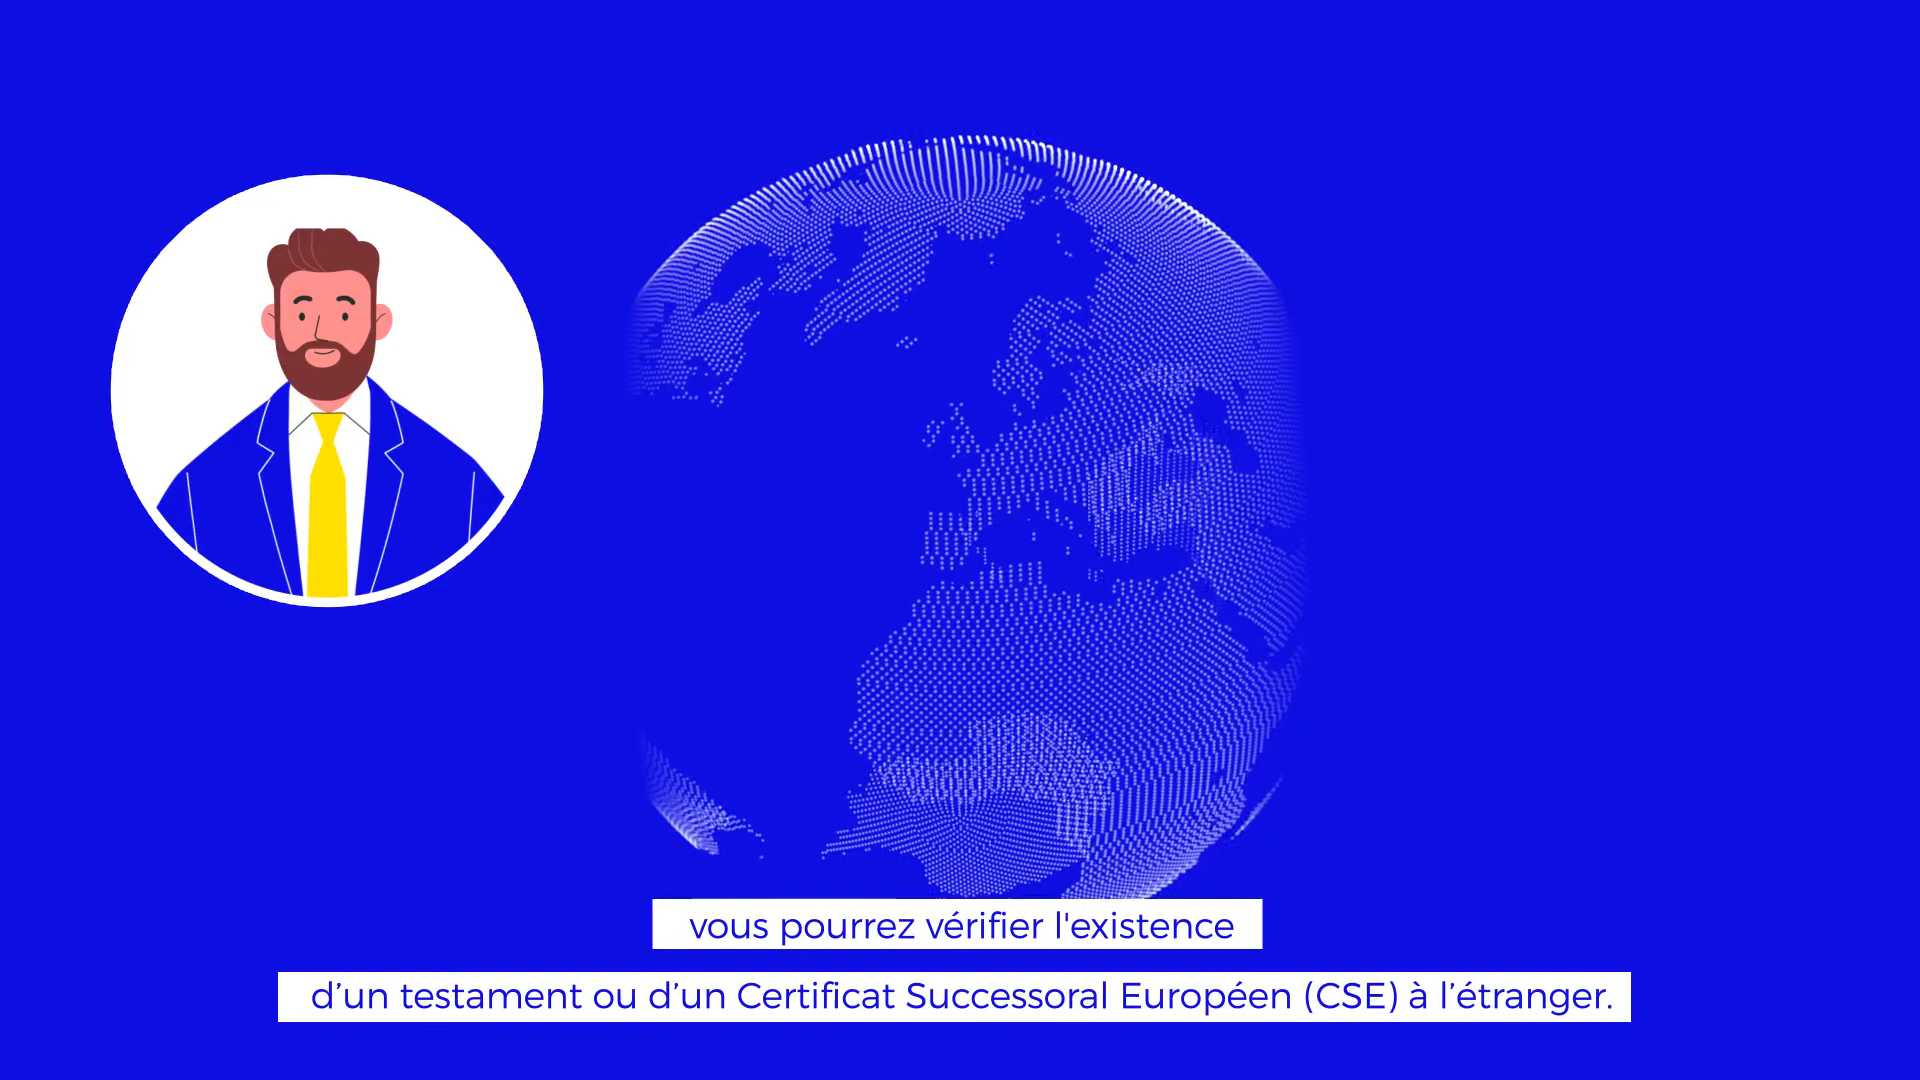 vous pourrez vérifier l'existence
d’un testament ou d’un Certificat Successoral Européen (CSE) à l’étranger.